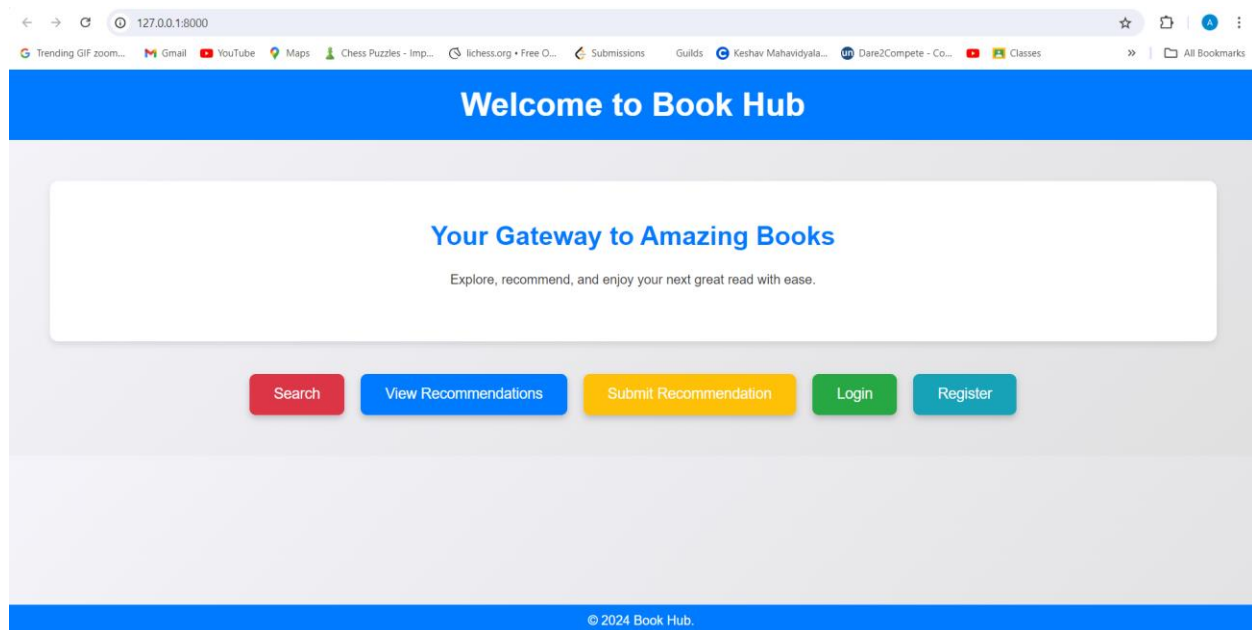 127.0.0.1:8000
Trending GIF zoom... Gmail YouTube Maps Chess Puzzles - Imp... lichess.org • Free O... Submissions Guilds Keshav Mahavidyala... Dare2Compete - Co... Classes » All Bookmarks
Welcome to Book Hub
Your Gateway to Amazing Books
Explore, recommend, and enjoy your next great read with ease.
Search View Recommendations Submit Recommendation Login Register
© 2024 Book Hub.